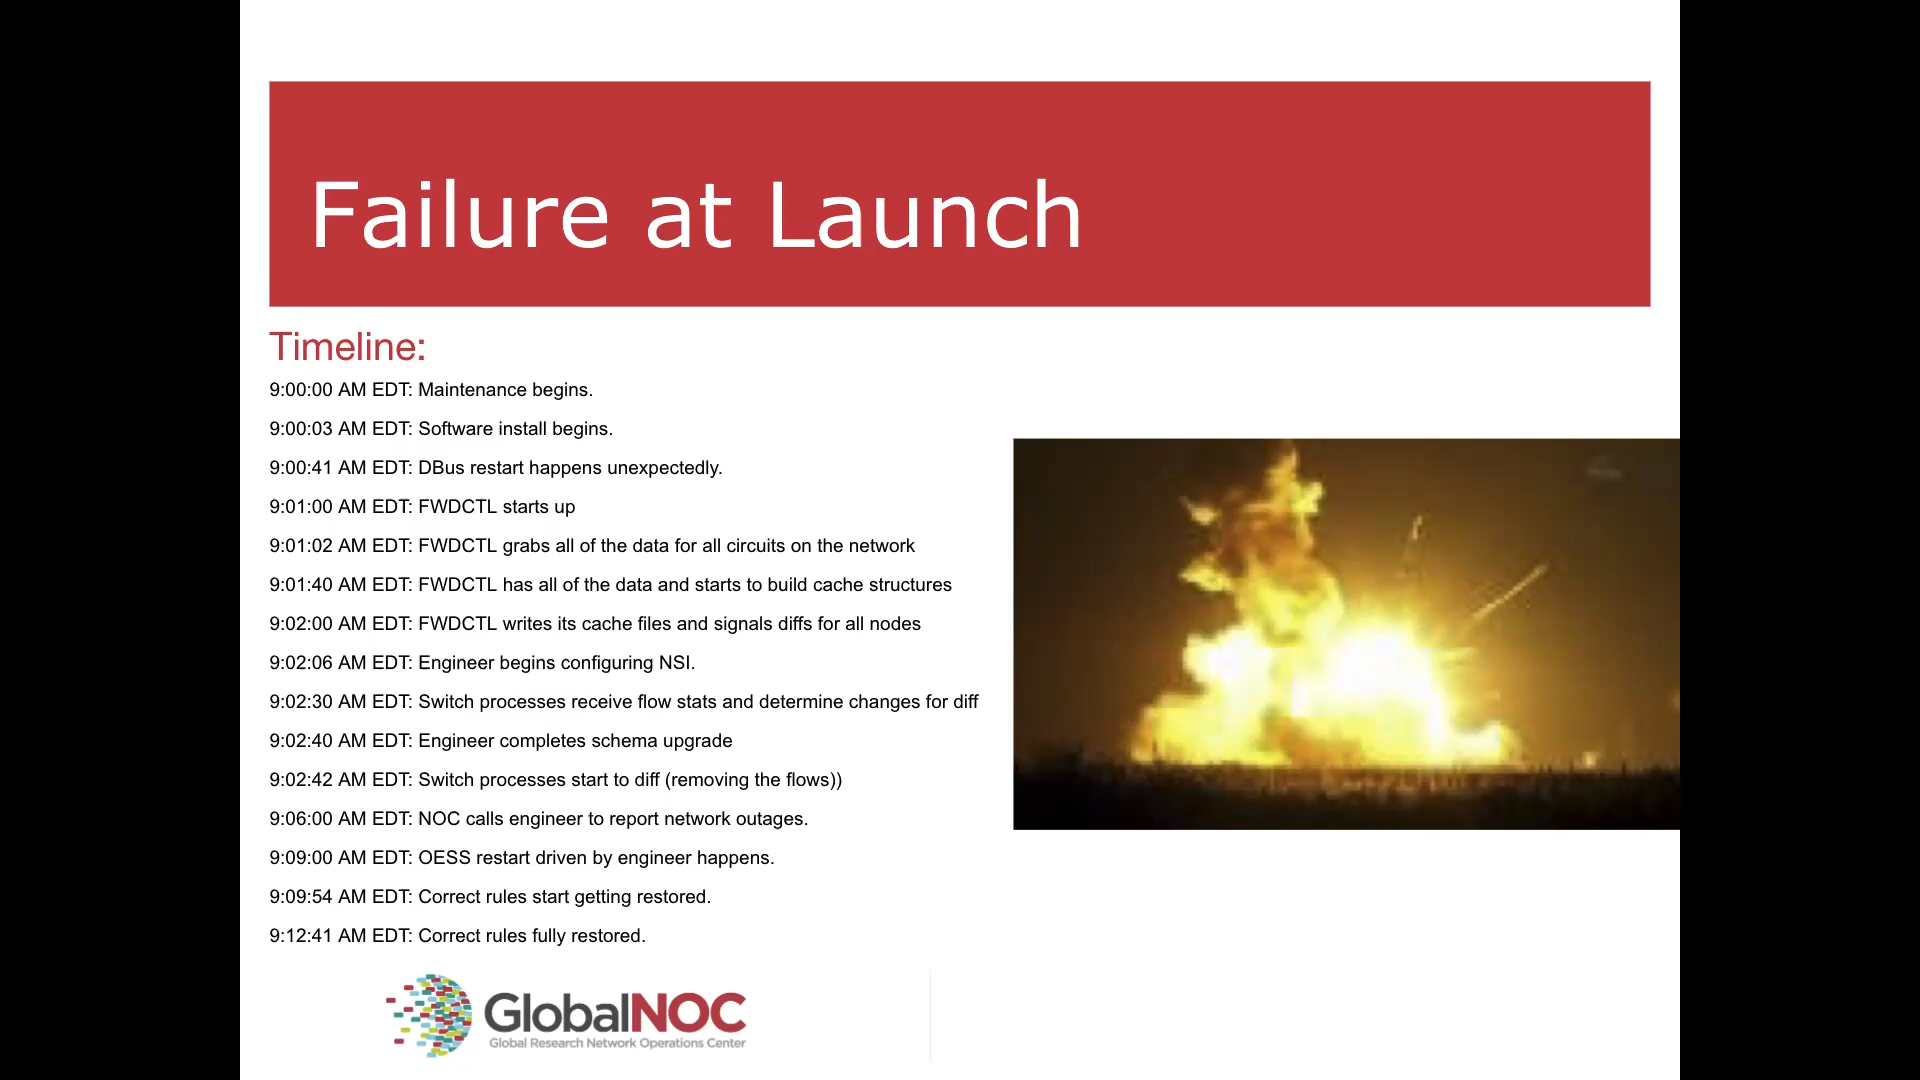 Failure at Launch
Timeline:
9:00:00 AM EDT: Maintenance begins.
9:00:03 AM EDT: Software install begins.
9:00:41 AM EDT: DBus restart happens unexpectedly.
9:01:00 AM EDT: FWDCTL starts up
9:01:02 AM EDT: FWDCTL grabs all of the data for all circuits on the network
9:01:40 AM EDT: FWDCTL has all of the data and starts to build cache structures
9:02:00 AM EDT: FWDCTL writes its cache files and signals diffs for all nodes
9:02:06 AM EDT: Engineer begins configuring NSI.
9:02:30 AM EDT: Switch processes receive flow stats and determine changes for diff
9:02:40 AM EDT: Engineer completes schema upgrade
9:02:42 AM EDT: Switch processes start to diff (removing the flows))
9:06:00 AM EDT: NOC calls engineer to report network outages.
9:09:00 AM EDT: OESS restart driven by engineer happens.
9:09:54 AM EDT: Correct rules start getting restored.
9:12:41 AM EDT: Correct rules fully restored.
GlobalNOC
Global Research Network Operations Center